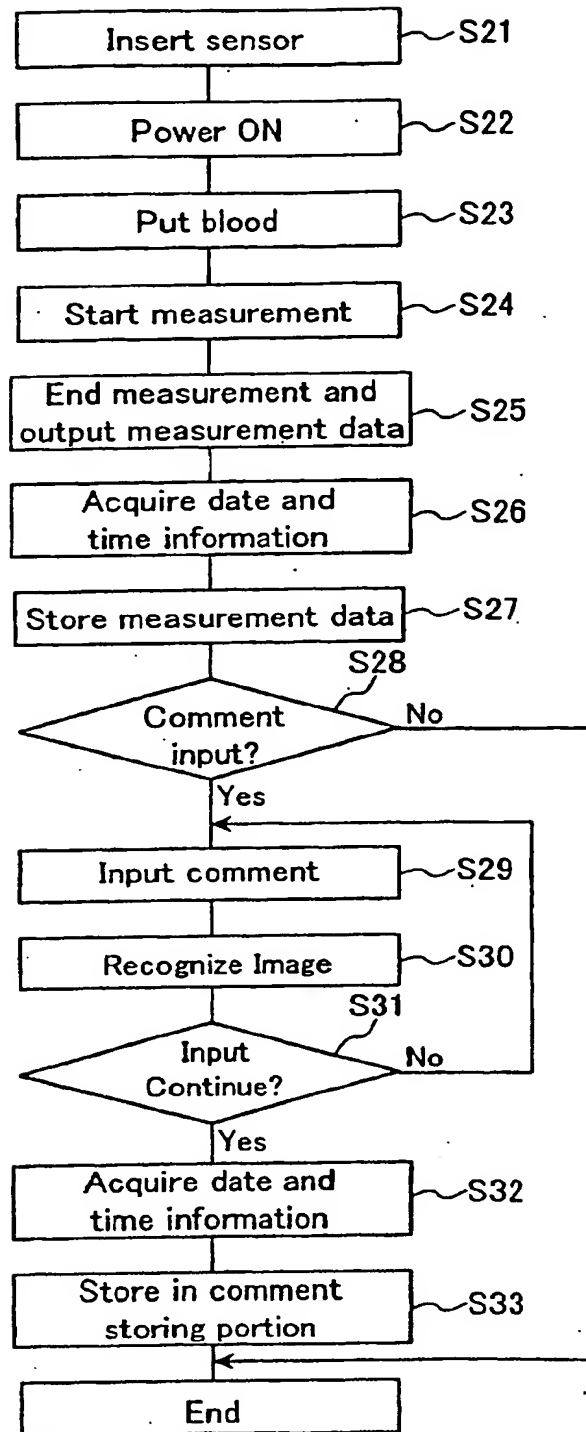 Insert sensor S21
Power ON S22
Put blood S23
Start measurement S24
End measurement and
output measurement data S25
Acquire date and
time information S26
Store measurement data S27
S28
Comment
input?
No
Yes
Input comment S29
Recognize Image S30
S31
Input
Continue?
No
Yes
Acquire date and
time information S32
Store in comment
storing portion S33
End